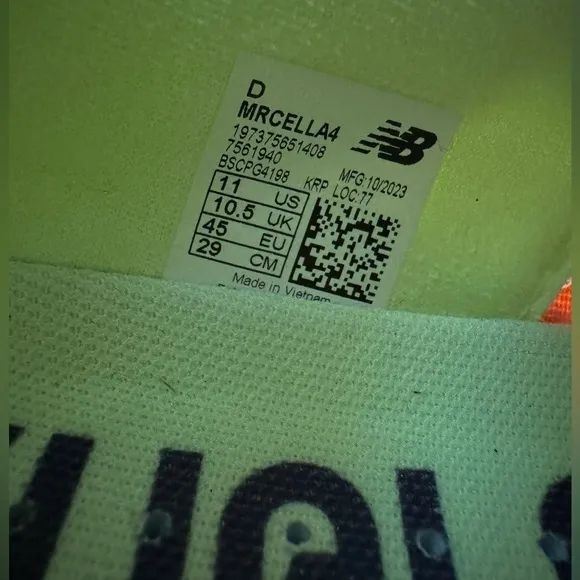 D
MRCELLA4
197375651408
7561940
BSCPG4198
NB
MFG:10/2023
KRP LOC:77
11 US
10.5 UK
45 EU
29 CM
Made in Vietnam